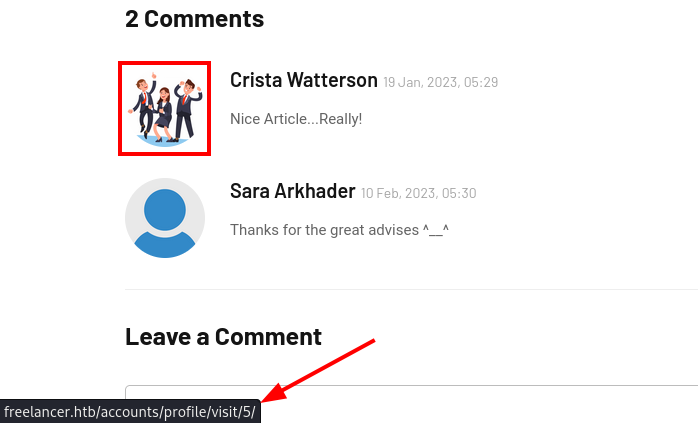 2 Comments
Crista Watterson 19 Jan, 2023, 05:29
Nice Article...Really!
Sara Arkhader 10 Feb, 2023, 05:30
Thanks for the great advises ^__^
Leave a Comment
freelancer.htb/accounts/profile/visit/5/